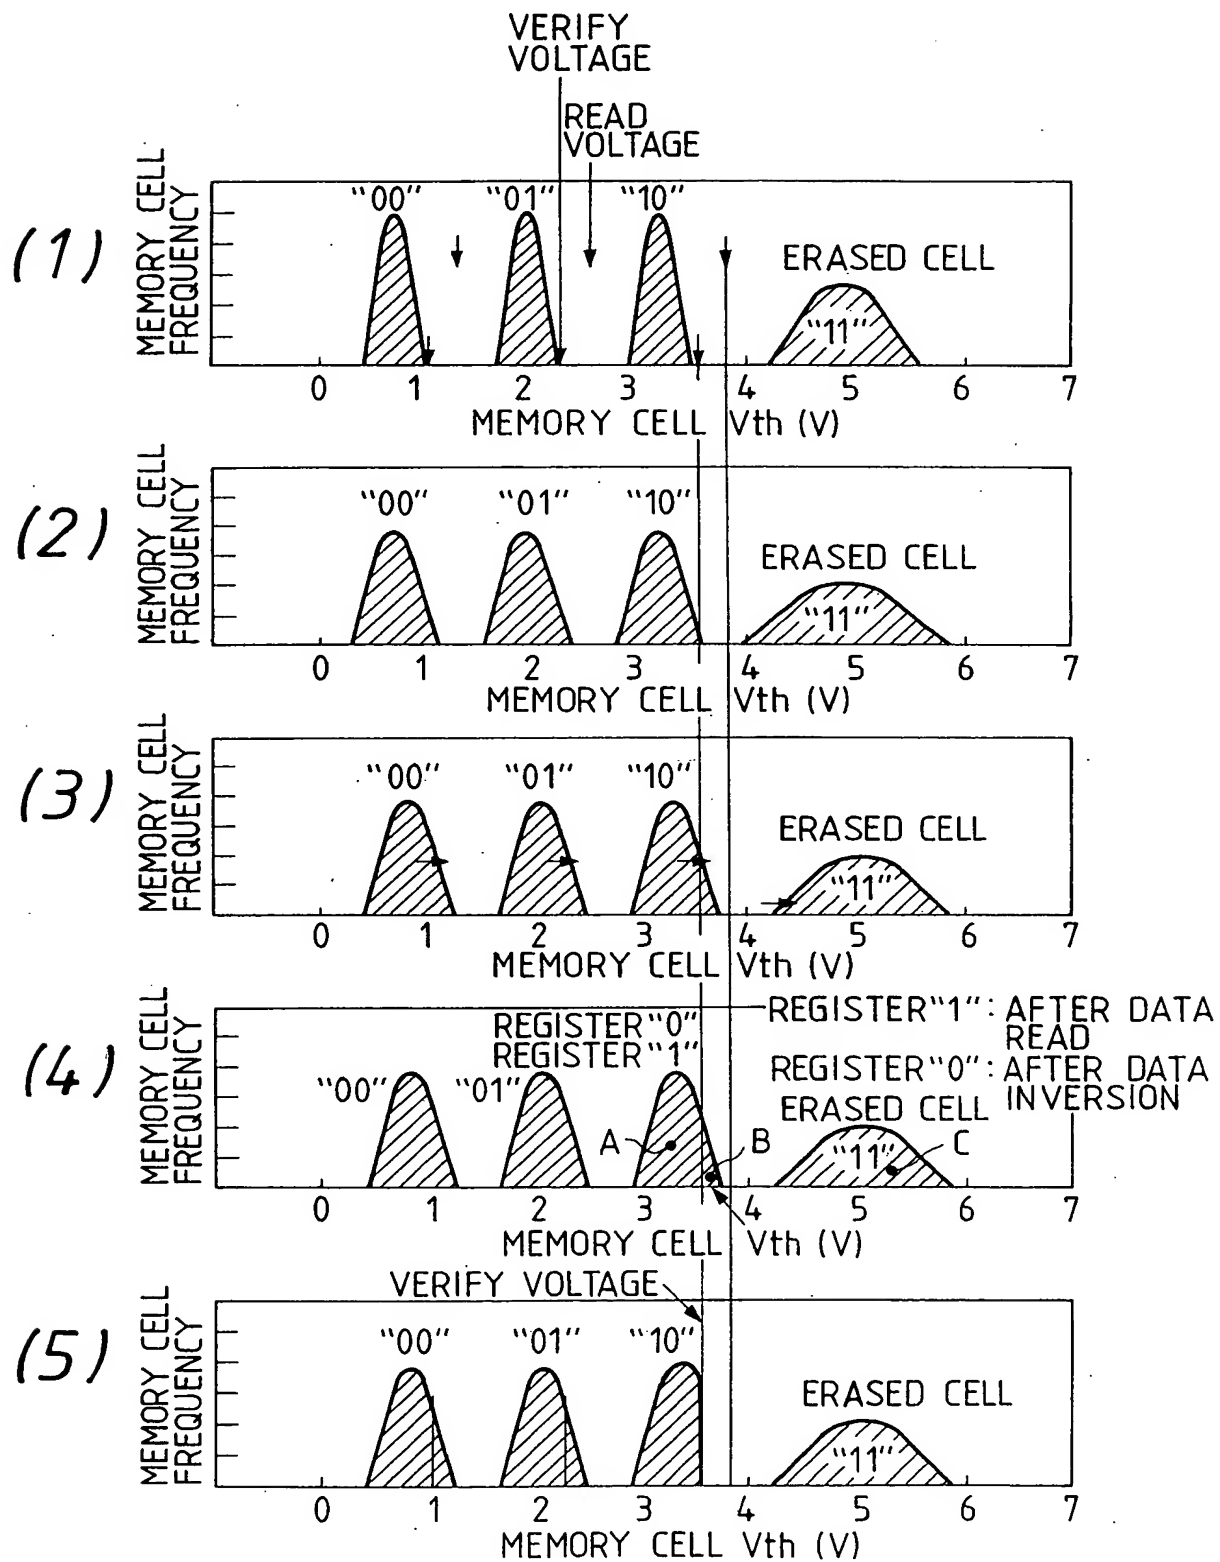 VERIFY
VOLTAGE
READ
VOLTAGE
(1)
MEMORY CELL
FREQUENCY
"00" "01" "10"
ERASED CELL
"11"
0 1 2 3 4 5 6 7
MEMORY CELL Vth (V)
(2)
MEMORY CELL
FREQUENCY
"00" "01" "10"
ERASED CELL
"11"
0 1 2 3 4 5 6 7
MEMORY CELL Vth (V)
(3)
MEMORY CELL
FREQUENCY
"00" "01" "10"
ERASED CELL
"11"
0 1 2 3 4 5 6 7
MEMORY CELL Vth (V)
(4)
MEMORY CELL
FREQUENCY
REGISTER "0"
REGISTER "1"
REGISTER "1" : AFTER DATA
READ
REGISTER "0" : AFTER DATA
INVERSION
"00" "01"
ERASED CELL
A B "11" C
0 1 2 3 4 5 6 7
MEMORY CELL Vth (V)
VERIFY VOLTAGE
(5)
MEMORY CELL
FREQUENCY
"00" "01" "10"
ERASED CELL
"11"
0 1 2 3 4 5 6 7
MEMORY CELL Vth (V)